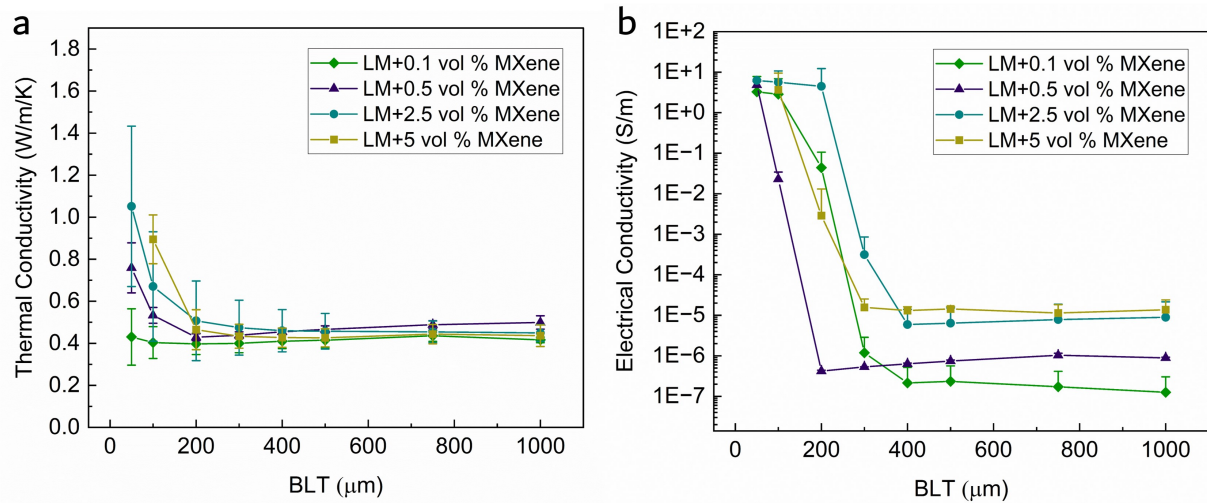 a
Thermal Conductivity (W/m/K)
1.8
1.6
1.4
1.2
1.0
0.8
0.6
0.4
0.2
0.0
LM+0.1 vol % MXene
LM+0.5 vol % MXene
LM+2.5 vol % MXene
LM+5 vol % MXene
0 200 400 600 800 1000
BLT (μm)
b
Electrical Conductivity (S/m)
1E+2
1E+1
1E+0
1E−1
1E−2
1E−3
1E−4
1E−5
1E−6
1E−7
LM+0.1 vol % MXene
LM+0.5 vol % MXene
LM+2.5 vol % MXene
LM+5 vol % MXene
0 200 400 600 800 1000
BLT (μm)